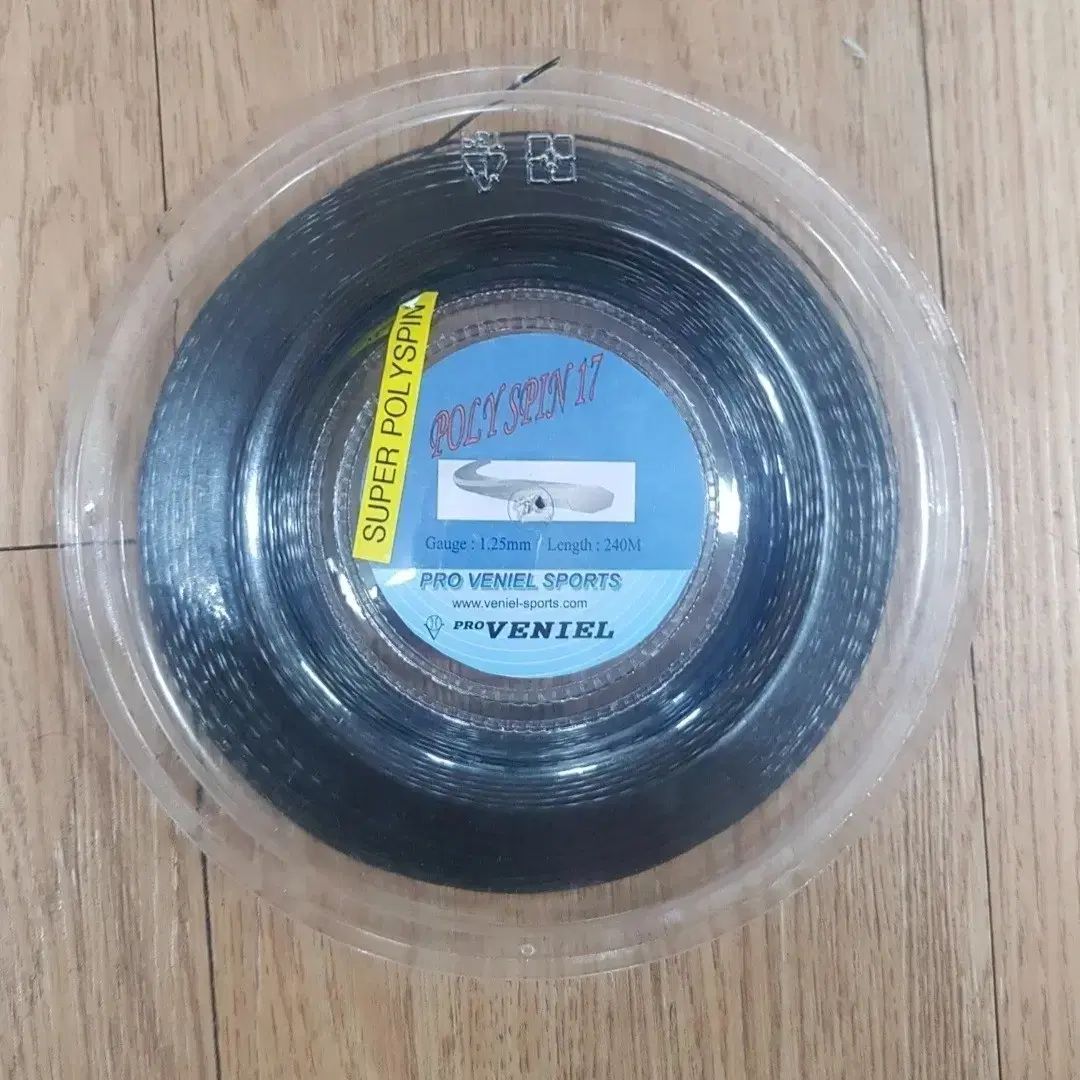 SUPER POLYSPIN
POLY SPIN 17
Gauge : 1.25mm Length : 240M
PRO VENIEL SPORTS
www.veniel-sports.com
PRO VENIEL